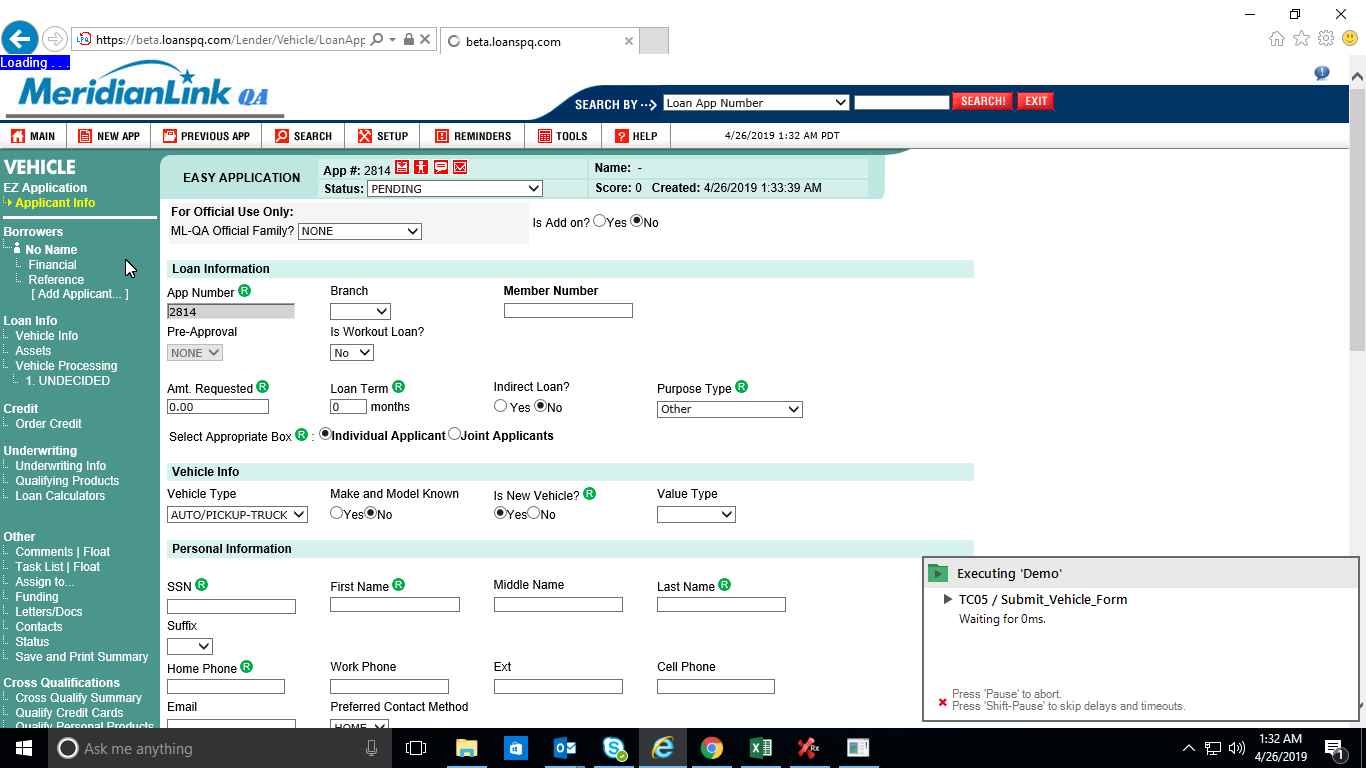 https://beta.loanspq.com/Lender/Vehicle/LoanApp
beta.loanspq.com
Loading . . .
MeridianLink QA
SEARCH BY ··>
Loan App Number
SEARCH!
EXIT
MAIN
NEW APP
PREVIOUS APP
SEARCH
SETUP
REMINDERS
TOOLS
HELP
4/26/2019 1:32 AM PDT
VEHICLE
EZ Application
Applicant Info
Borrowers
No Name
Financial
Reference
[ Add Applicant... ]
Loan Info
Vehicle Info
Assets
Vehicle Processing
1. UNDECIDED
Credit
Order Credit
Underwriting
Underwriting Info
Qualifying Products
Loan Calculators
Other
Comments | Float
Task List | Float
Assign to...
Funding
Letters/Docs
Contacts
Status
Save and Print Summary
Cross Qualifications
Cross Qualify Summary
Qualify Credit Cards
Qualify Personal Products
EASY APPLICATION
App #: 2814
Name: -
Status: PENDING
Score: 0 Created: 4/26/2019 1:33:39 AM
For Official Use Only:
ML-QA Official Family? NONE
Is Add on? Yes No
Loan Information
App Number R
Branch
Member Number
2814
Pre-Approval
Is Workout Loan?
NONE
No
Amt. Requested R
Loan Term R
Indirect Loan?
Purpose Type R
0.00
0 months
Yes No
Other
Select Appropriate Box R : Individual Applicant Joint Applicants
Vehicle Info
Vehicle Type
Make and Model Known
Is New Vehicle? R
Value Type
AUTO/PICKUP-TRUCK
Yes No
Yes No
Personal Information
SSN R
First Name R
Middle Name
Last Name R
Suffix
Home Phone R
Work Phone
Ext
Cell Phone
Email
Preferred Contact Method
HOME
Executing 'Demo'
TC05 / Submit_Vehicle_Form
Waiting for 0ms.
Press 'Pause' to abort.
Press 'Shift-Pause' to skip delays and timeouts.
Ask me anything
1:32 AM
4/26/2019
1